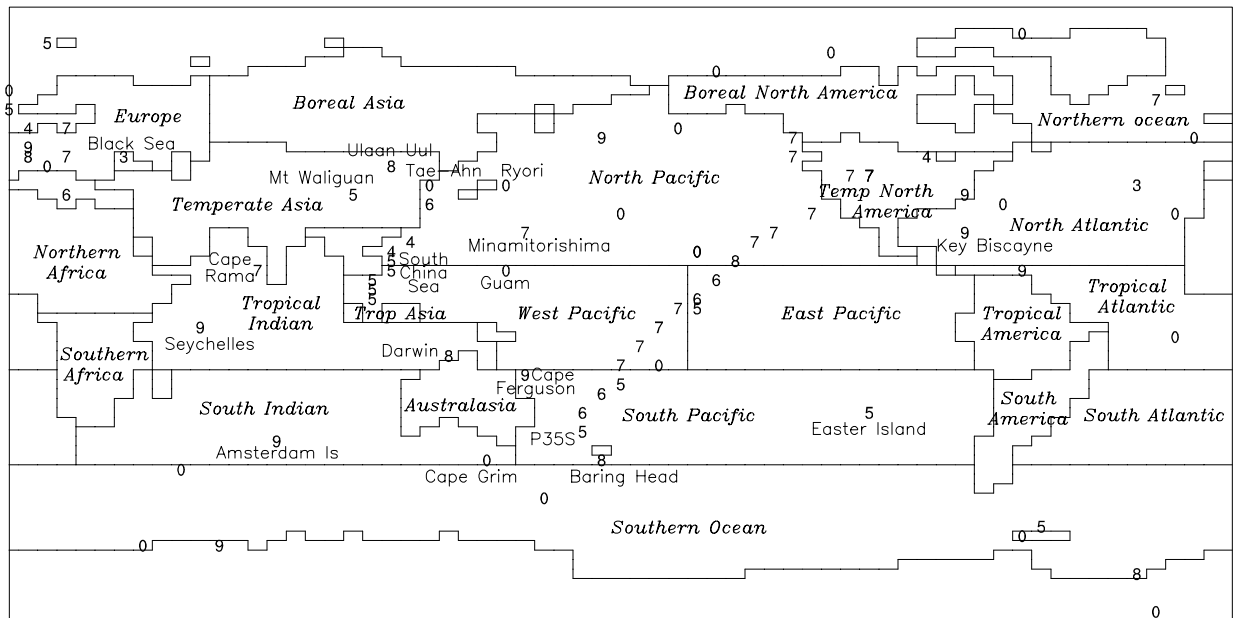 0
5
0
0
5
0
Boreal Asia
Boreal North America
7
5
Europe
Northern ocean
4
7
9
0
7
0
Black Sea
9
8
7
3
Ulaan Uul
7
4
0
8
Tae-Ahn Ryori
Mt Waliguan
North Pacific
7 7
0
0
3
6
5
Temp North
9
Temperate Asia
6
America
0
0
7
0
North Atlantic
7
7
9
4
7
Minamitorishima
Key Biscayne
Northern
Africa
4
0
Cape
Rama
7
5
South
China
Sea
8
5
0
9
5
5
5
Guam
6
Tropical
Atlantic
Tropical
Indian
6
7
5
Trop Asia
West Pacific
East Pacific
Tropical
America
9
7
0
Seychelles
7
Southern
Africa
Darwin
8
7
0
9
Cape
Ferguson
5
6
South Indian
Australasia
6
South Pacific
5
South
America
South Atlantic
P35S
5
Easter Island
9
Amsterdam Is
0
0
8
Cape Grim
Baring Head
0
Southern Ocean
5
0
0
9
8
0